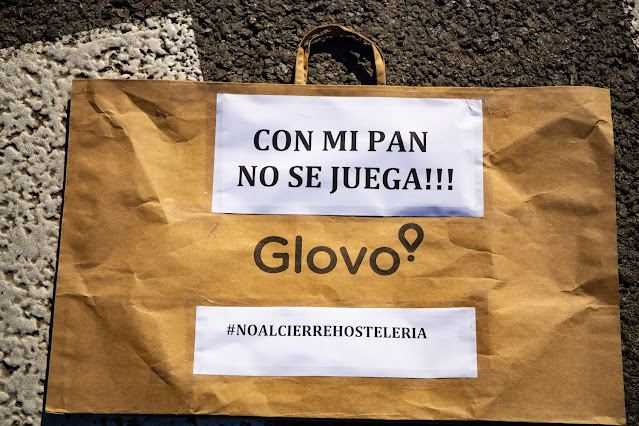 CON MI PAN
NO SE JUEGA!!!
Glovo
#NOALCIERREHOSTELERIA